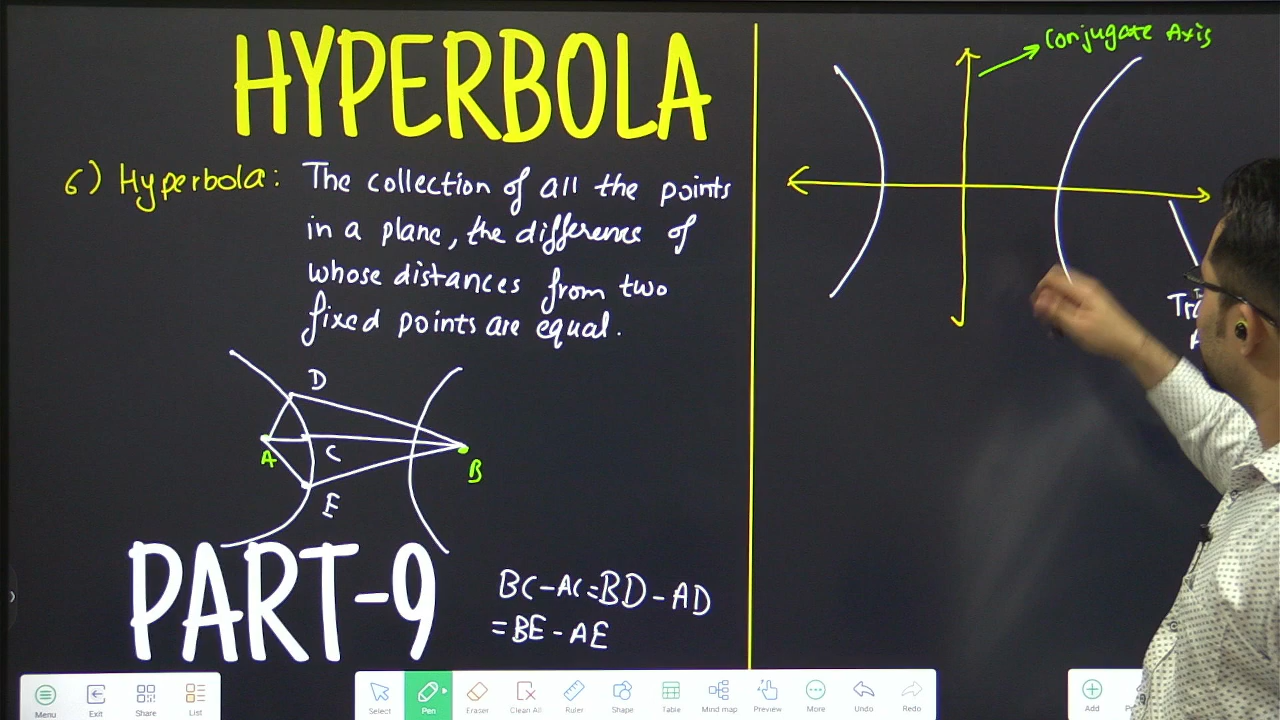 HYPERBOLA
6) Hyperbola: The collection of all the points
in a plane, the difference of
whose distances from two
fixed points are equal.
D
A
C
B
E
PART-9
BC-AC=BD-AD
=BE-AE
Conjugate Axis
Menu
Exit
Share
List
Select
Pen
Eraser
Clean All
Ruler
Shape
Table
Mind map
Preview
More
Undo
Redo
Add